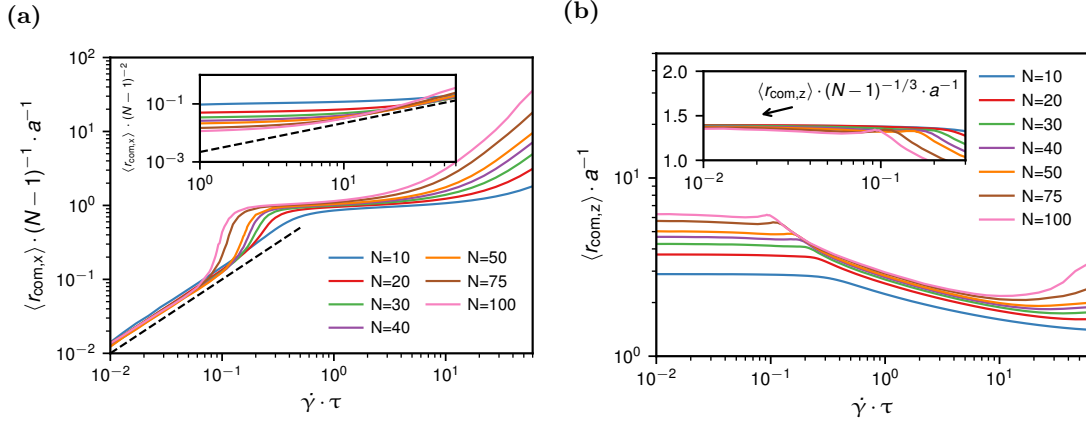 (a)
⟨r_com,x⟩ · (N − 1)^−1 · a^−1
10^2
10^1
10^0
10^−1
10^−2
⟨r_com,x⟩ · (N − 1)^−2
10^−1
10^−3
10^0
10^1
N=10
N=20
N=30
N=40
N=50
N=75
N=100
10^−2
10^−1
10^0
10^1
γ̇ · τ
(b)
⟨r_com,z⟩ · a^−1
10^1
10^0
2.0
1.5
1.0
⟨r_com,z⟩ · (N − 1)^−1/3 · a^−1
10^−2
10^−1
N=10
N=20
N=30
N=40
N=50
N=75
N=100
10^−2
10^−1
10^0
10^1
γ̇ · τ